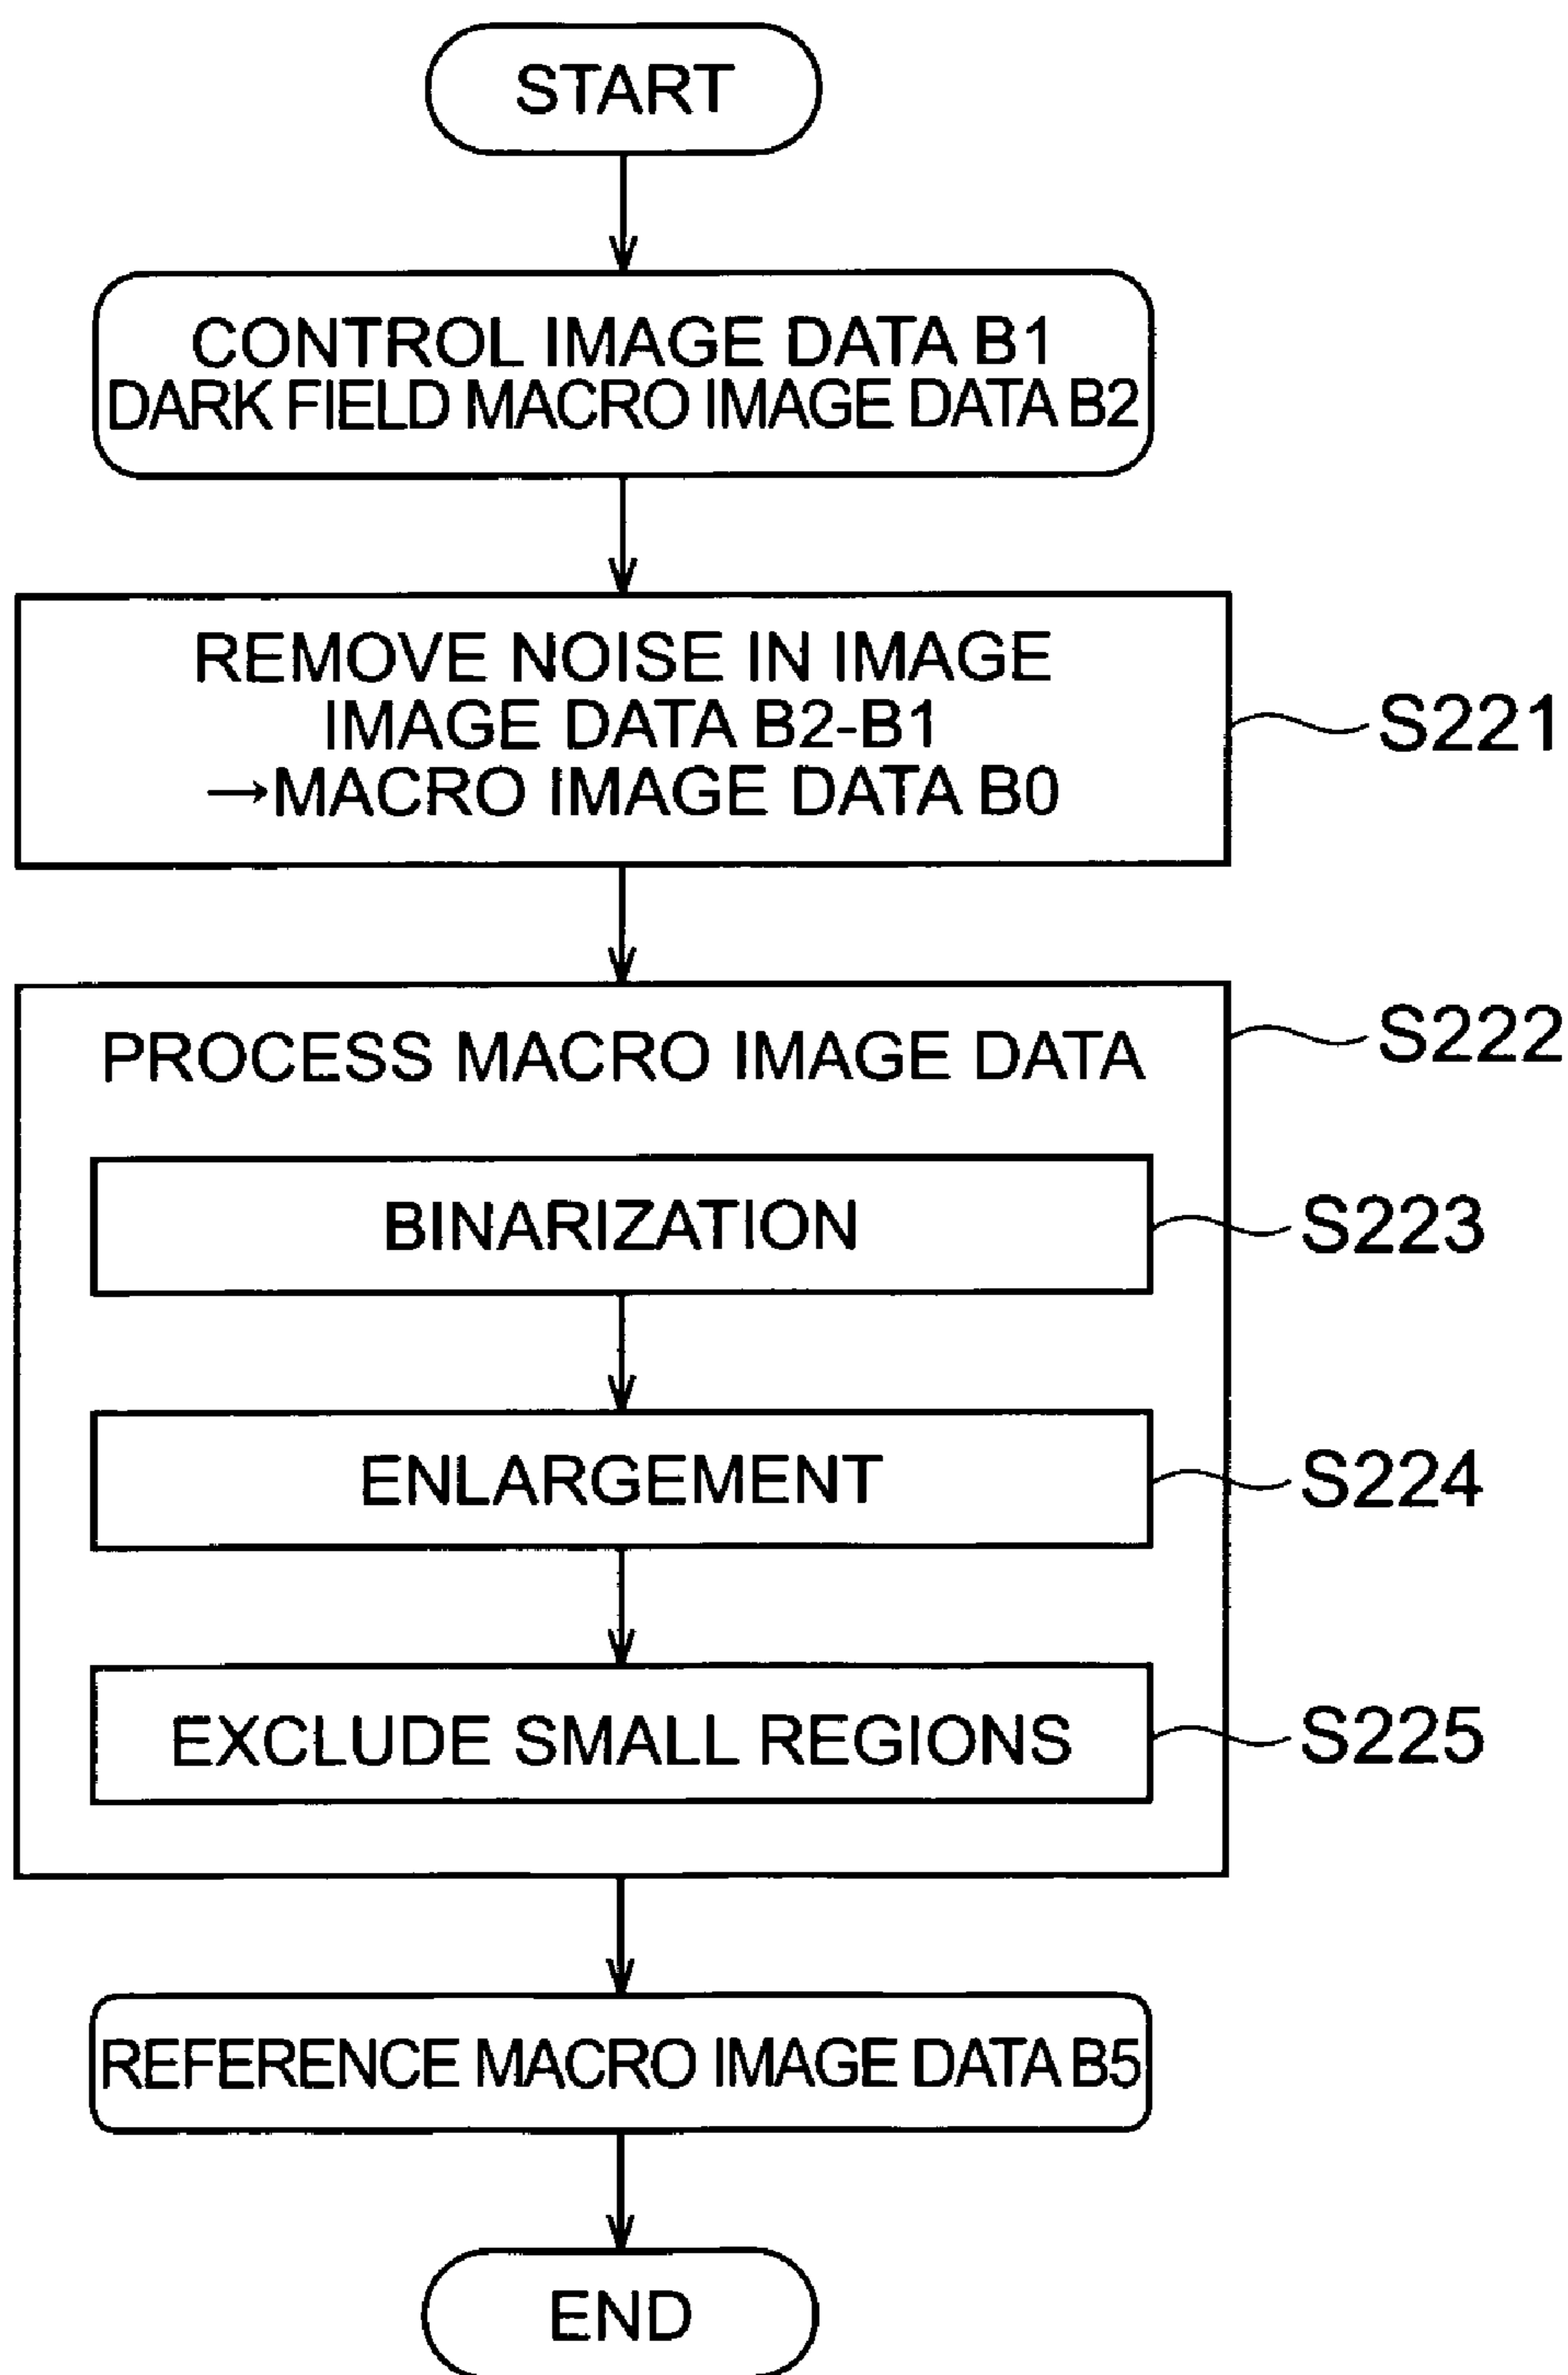 START
CONTROL IMAGE DATA B1
DARK FIELD MACRO IMAGE DATA B2
REMOVE NOISE IN IMAGE
IMAGE DATA B2-B1
→MACRO IMAGE DATA B0
S221
PROCESS MACRO IMAGE DATA
S222
BINARIZATION
S223
ENLARGEMENT
S224
EXCLUDE SMALL REGIONS
S225
REFERENCE MACRO IMAGE DATA B5
END